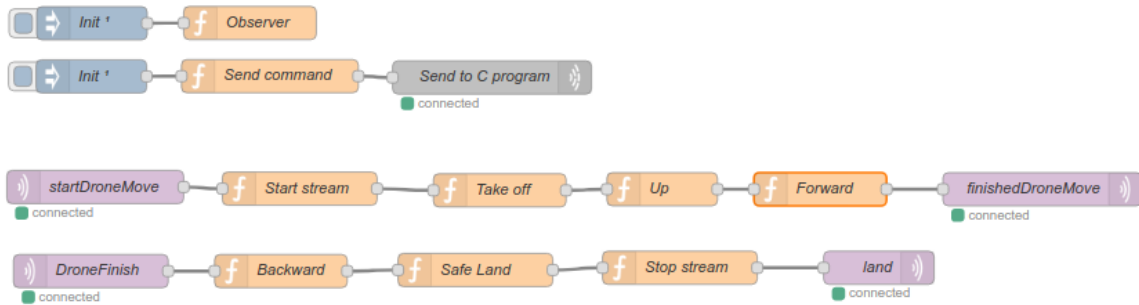 Init ¹ Observer
Init ¹ Send command Send to C program
connected
startDroneMove Start stream Take off Up Forward finishedDroneMove
connected connected
DroneFinish Backward Safe Land Stop stream land
connected connected